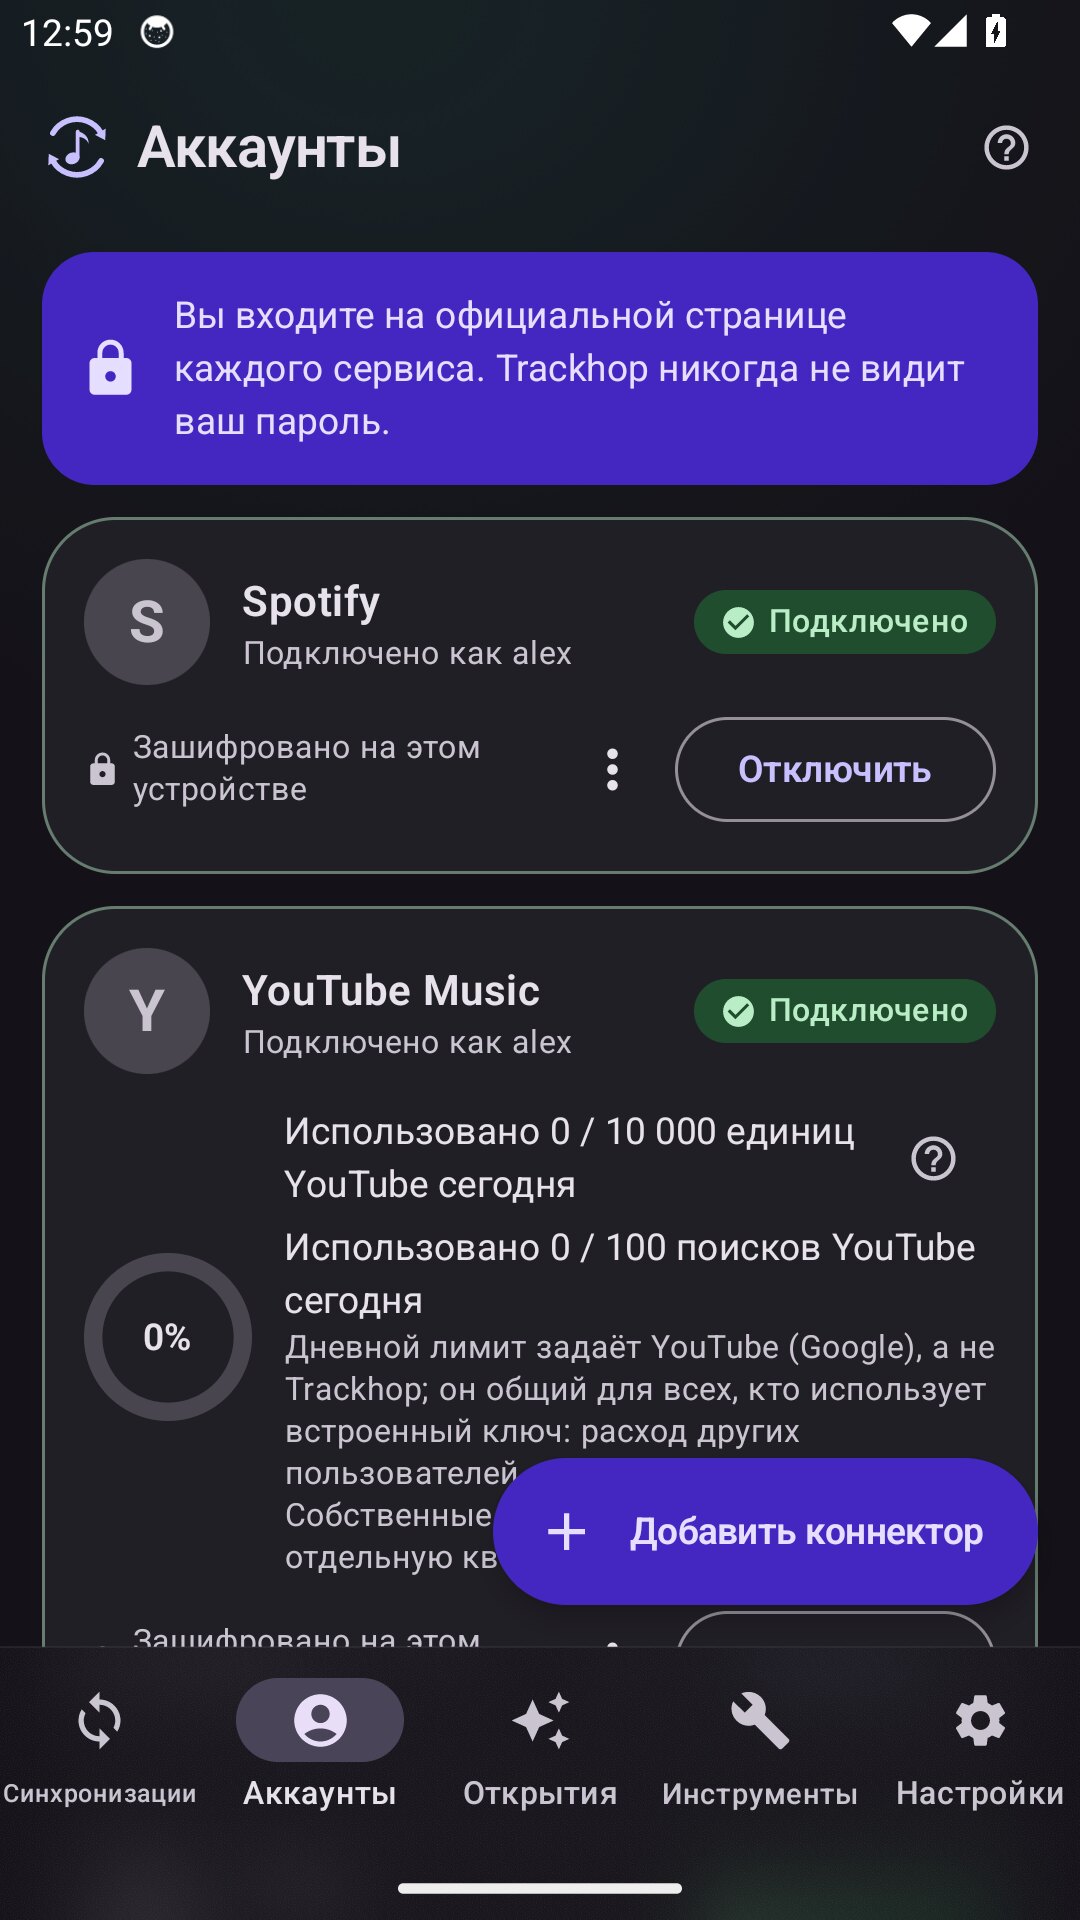 12:59
Аккаунты
Вы входите на официальной странице
каждого сервиса. Trackhop никогда не видит
ваш пароль.
S
Spotify
Подключено как alex
Подключено
Зашифровано на этом
устройстве
Отключить
Y
YouTube Music
Подключено как alex
Подключено
Использовано 0 / 10 000 единиц
YouTube сегодня
Использовано 0 / 100 поисков YouTube
сегодня
0%
Дневной лимит задаёт YouTube (Google), а не
Trackhop; он общий для всех, кто использует
встроенный ключ: расход других
пользователей
Собственные
отдельную
Добавить коннектор
Зашифровано на этом
Синхронизации
Аккаунты
Открытия
Инструменты
Настройки